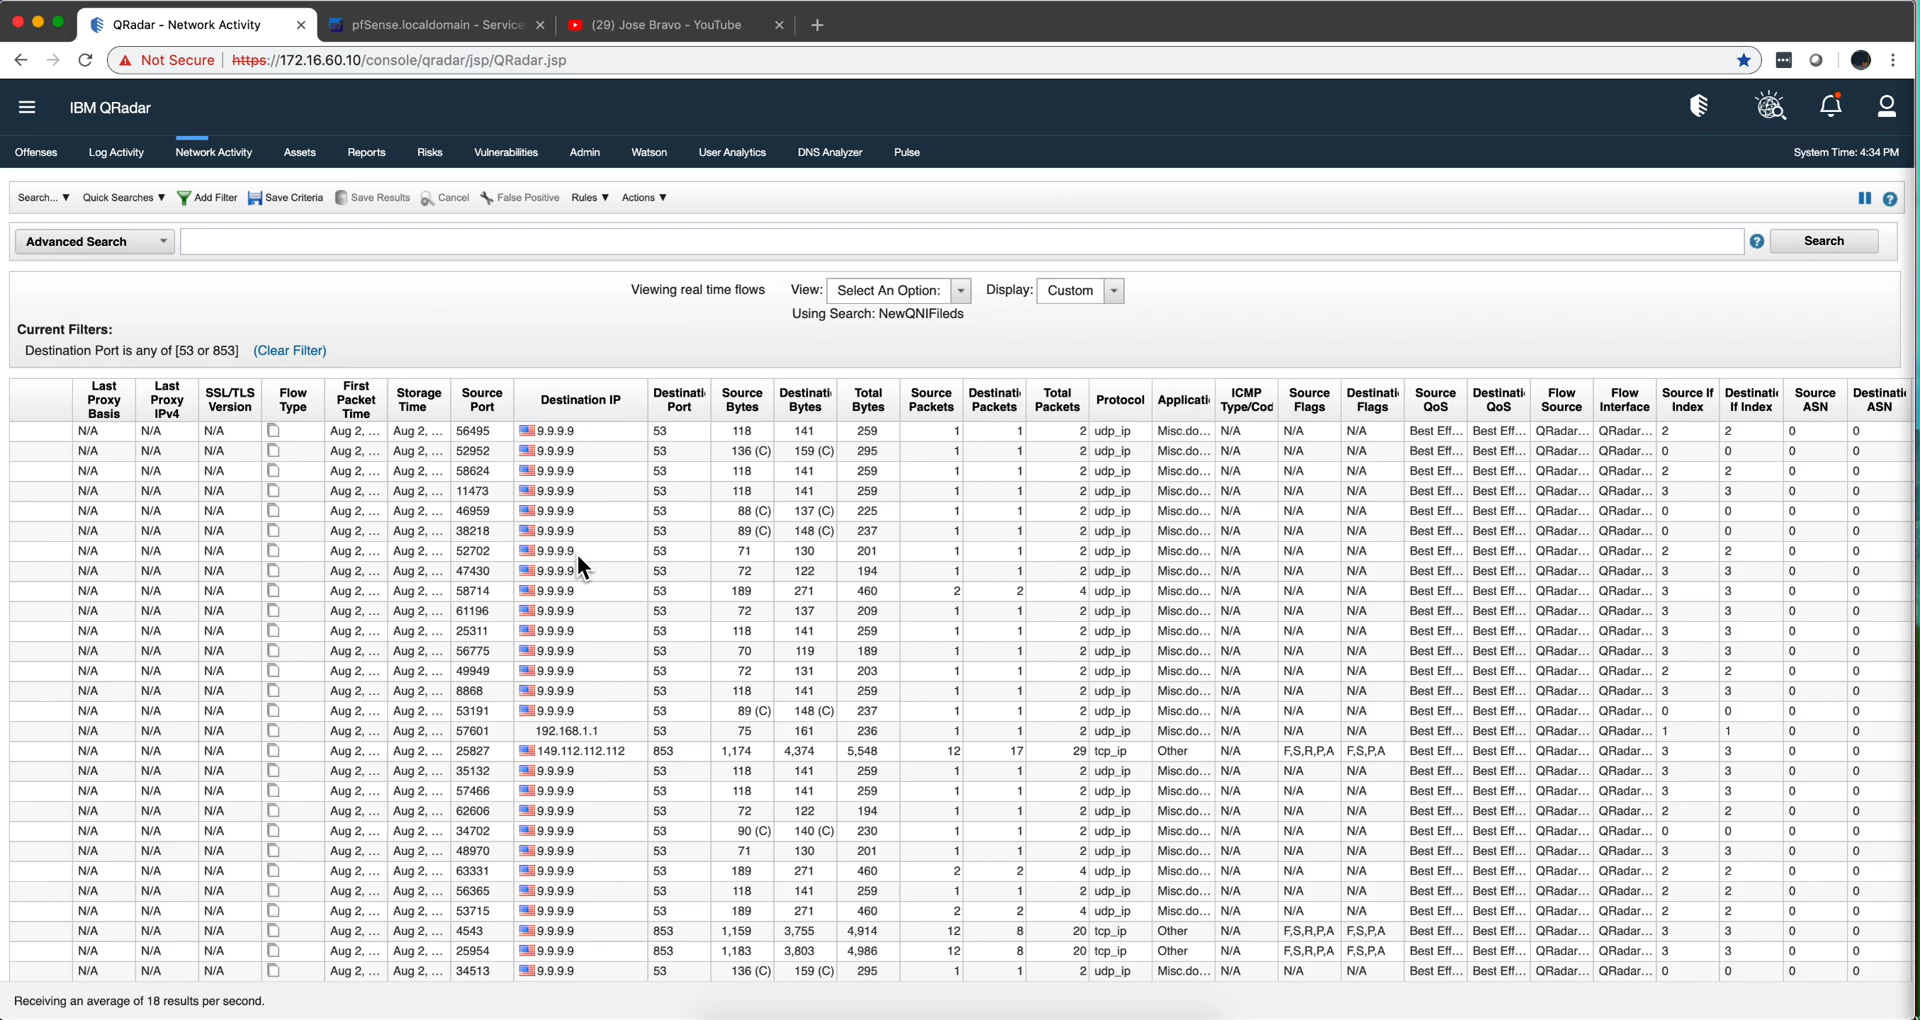 QRadar - Network Activity
pfSense.localdomain - Service
(29) Jose Bravo - YouTube
Not Secure | https://172.16.60.10/console/qradar/jsp/QRadar.jsp
IBM QRadar
Offenses Log Activity Network Activity Assets Reports Risks Vulnerabilities Admin Watson User Analytics DNS Analyzer Pulse System Time: 4:34 PM
Search... Quick Searches Add Filter Save Criteria Save Results Cancel False Positive Rules Actions
Advanced Search Search
Viewing real time flows View: Select An Option: Display: Custom
Using Search: NewQNIFileds
Current Filters:
Destination Port is any of [53 or 853] (Clear Filter)
Last Proxy Basis Last Proxy IPv4 SSL/TLS Version Flow Type First Packet Time Storage Time Source Port Destination IP Destinati Port Source Bytes Destinati Bytes Total Bytes Source Packets Destinati Packets Total Packets Protocol Applicati ICMP Type/Cod Source Flags Destinati Flags Source QoS Destinati QoS Flow Source Flow Interface Source If Index Destinati If Index Source ASN Destinati ASN
N/A N/A N/A Aug 2, ... Aug 2, ... 56495 9.9.9.9 53 118 141 259 1 1 2 udp_ip Misc.do... N/A N/A N/A Best Eff... Best Eff... QRadar... QRadar... 2 2 0 0
N/A N/A N/A Aug 2, ... Aug 2, ... 52952 9.9.9.9 53 136 (C) 159 (C) 295 1 1 2 udp_ip Misc.do... N/A N/A N/A Best Eff... Best Eff... QRadar... QRadar... 0 0 0 0
N/A N/A N/A Aug 2, ... Aug 2, ... 58624 9.9.9.9 53 118 141 259 1 1 2 udp_ip Misc.do... N/A N/A N/A Best Eff... Best Eff... QRadar... QRadar... 2 2 0 0
N/A N/A N/A Aug 2, ... Aug 2, ... 11473 9.9.9.9 53 118 141 259 1 1 2 udp_ip Misc.do... N/A N/A N/A Best Eff... Best Eff... QRadar... QRadar... 3 3 0 0
N/A N/A N/A Aug 2, ... Aug 2, ... 46959 9.9.9.9 53 88 (C) 137 (C) 225 1 1 2 udp_ip Misc.do... N/A N/A N/A Best Eff... Best Eff... QRadar... QRadar... 0 0 0 0
N/A N/A N/A Aug 2, ... Aug 2, ... 38218 9.9.9.9 53 89 (C) 148 (C) 237 1 1 2 udp_ip Misc.do... N/A N/A N/A Best Eff... Best Eff... QRadar... QRadar... 0 0 0 0
N/A N/A N/A Aug 2, ... Aug 2, ... 52702 9.9.9.9 53 71 130 201 1 1 2 udp_ip Misc.do... N/A N/A N/A Best Eff... Best Eff... QRadar... QRadar... 2 2 0 0
N/A N/A N/A Aug 2, ... Aug 2, ... 47430 9.9.9.9 53 72 122 194 1 1 2 udp_ip Misc.do... N/A N/A N/A Best Eff... Best Eff... QRadar... QRadar... 3 3 0 0
N/A N/A N/A Aug 2, ... Aug 2, ... 58714 9.9.9.9 53 189 271 460 2 2 4 udp_ip Misc.do... N/A N/A N/A Best Eff... Best Eff... QRadar... QRadar... 3 3 0 0
N/A N/A N/A Aug 2, ... Aug 2, ... 61196 9.9.9.9 53 72 137 209 1 1 2 udp_ip Misc.do... N/A N/A N/A Best Eff... Best Eff... QRadar... QRadar... 3 3 0 0
N/A N/A N/A Aug 2, ... Aug 2, ... 25311 9.9.9.9 53 118 141 259 1 1 2 udp_ip Misc.do... N/A N/A N/A Best Eff... Best Eff... QRadar... QRadar... 3 3 0 0
N/A N/A N/A Aug 2, ... Aug 2, ... 56775 9.9.9.9 53 70 119 189 1 1 2 udp_ip Misc.do... N/A N/A N/A Best Eff... Best Eff... QRadar... QRadar... 3 3 0 0
N/A N/A N/A Aug 2, ... Aug 2, ... 49949 9.9.9.9 53 72 131 203 1 1 2 udp_ip Misc.do... N/A N/A N/A Best Eff... Best Eff... QRadar... QRadar... 2 2 0 0
N/A N/A N/A Aug 2, ... Aug 2, ... 8868 9.9.9.9 53 118 141 259 1 1 2 udp_ip Misc.do... N/A N/A N/A Best Eff... Best Eff... QRadar... QRadar... 3 3 0 0
N/A N/A N/A Aug 2, ... Aug 2, ... 53191 9.9.9.9 53 89 (C) 148 (C) 237 1 1 2 udp_ip Misc.do... N/A N/A N/A Best Eff... Best Eff... QRadar... QRadar... 0 0 0 0
N/A N/A N/A Aug 2, ... Aug 2, ... 57601 192.168.1.1 53 75 161 236 1 1 2 udp_ip Misc.do... N/A N/A N/A Best Eff... Best Eff... QRadar... QRadar... 1 1 0 0
N/A N/A N/A Aug 2, ... Aug 2, ... 25827 149.112.112.112 853 1,174 4,374 5,548 12 17 29 tcp_ip Other N/A F,S,R,P,A F,S,P,A Best Eff... Best Eff... QRadar... QRadar... 3 3 0 0
N/A N/A N/A Aug 2, ... Aug 2, ... 35132 9.9.9.9 53 118 141 259 1 1 2 udp_ip Misc.do... N/A N/A N/A Best Eff... Best Eff... QRadar... QRadar... 3 3 0 0
N/A N/A N/A Aug 2, ... Aug 2, ... 57466 9.9.9.9 53 118 141 259 1 1 2 udp_ip Misc.do... N/A N/A N/A Best Eff... Best Eff... QRadar... QRadar... 3 3 0 0
N/A N/A N/A Aug 2, ... Aug 2, ... 62606 9.9.9.9 53 72 122 194 1 1 2 udp_ip Misc.do... N/A N/A N/A Best Eff... Best Eff... QRadar... QRadar... 2 2 0 0
N/A N/A N/A Aug 2, ... Aug 2, ... 34702 9.9.9.9 53 90 (C) 140 (C) 230 1 1 2 udp_ip Misc.do... N/A N/A N/A Best Eff... Best Eff... QRadar... QRadar... 0 0 0 0
N/A N/A N/A Aug 2, ... Aug 2, ... 48970 9.9.9.9 53 71 130 201 1 1 2 udp_ip Misc.do... N/A N/A N/A Best Eff... Best Eff... QRadar... QRadar... 3 3 0 0
N/A N/A N/A Aug 2, ... Aug 2, ... 63331 9.9.9.9 53 189 271 460 2 2 4 udp_ip Misc.do... N/A N/A N/A Best Eff... Best Eff... QRadar... QRadar... 2 2 0 0
N/A N/A N/A Aug 2, ... Aug 2, ... 56365 9.9.9.9 53 118 141 259 1 1 2 udp_ip Misc.do... N/A N/A N/A Best Eff... Best Eff... QRadar... QRadar... 2 2 0 0
N/A N/A N/A Aug 2, ... Aug 2, ... 53715 9.9.9.9 53 189 271 460 2 2 4 udp_ip Misc.do... N/A N/A N/A Best Eff... Best Eff... QRadar... QRadar... 2 2 0 0
N/A N/A N/A Aug 2, ... Aug 2, ... 4543 9.9.9.9 853 1,159 3,755 4,914 12 8 20 tcp_ip Other N/A F,S,R,P,A F,S,P,A Best Eff... Best Eff... QRadar... QRadar... 3 3 0 0
N/A N/A N/A Aug 2, ... Aug 2, ... 25954 9.9.9.9 853 1,183 3,803 4,986 12 8 20 tcp_ip Other N/A F,S,R,P,A F,S,P,A Best Eff... Best Eff... QRadar... QRadar... 3 3 0 0
N/A N/A N/A Aug 2, ... Aug 2, ... 34513 9.9.9.9 53 136 (C) 159 (C) 295 1 1 2 udp_ip Misc.do... N/A N/A N/A Best Eff... Best Eff... QRadar... QRadar... 0 0 0 0
Receiving an average of 18 results per second.